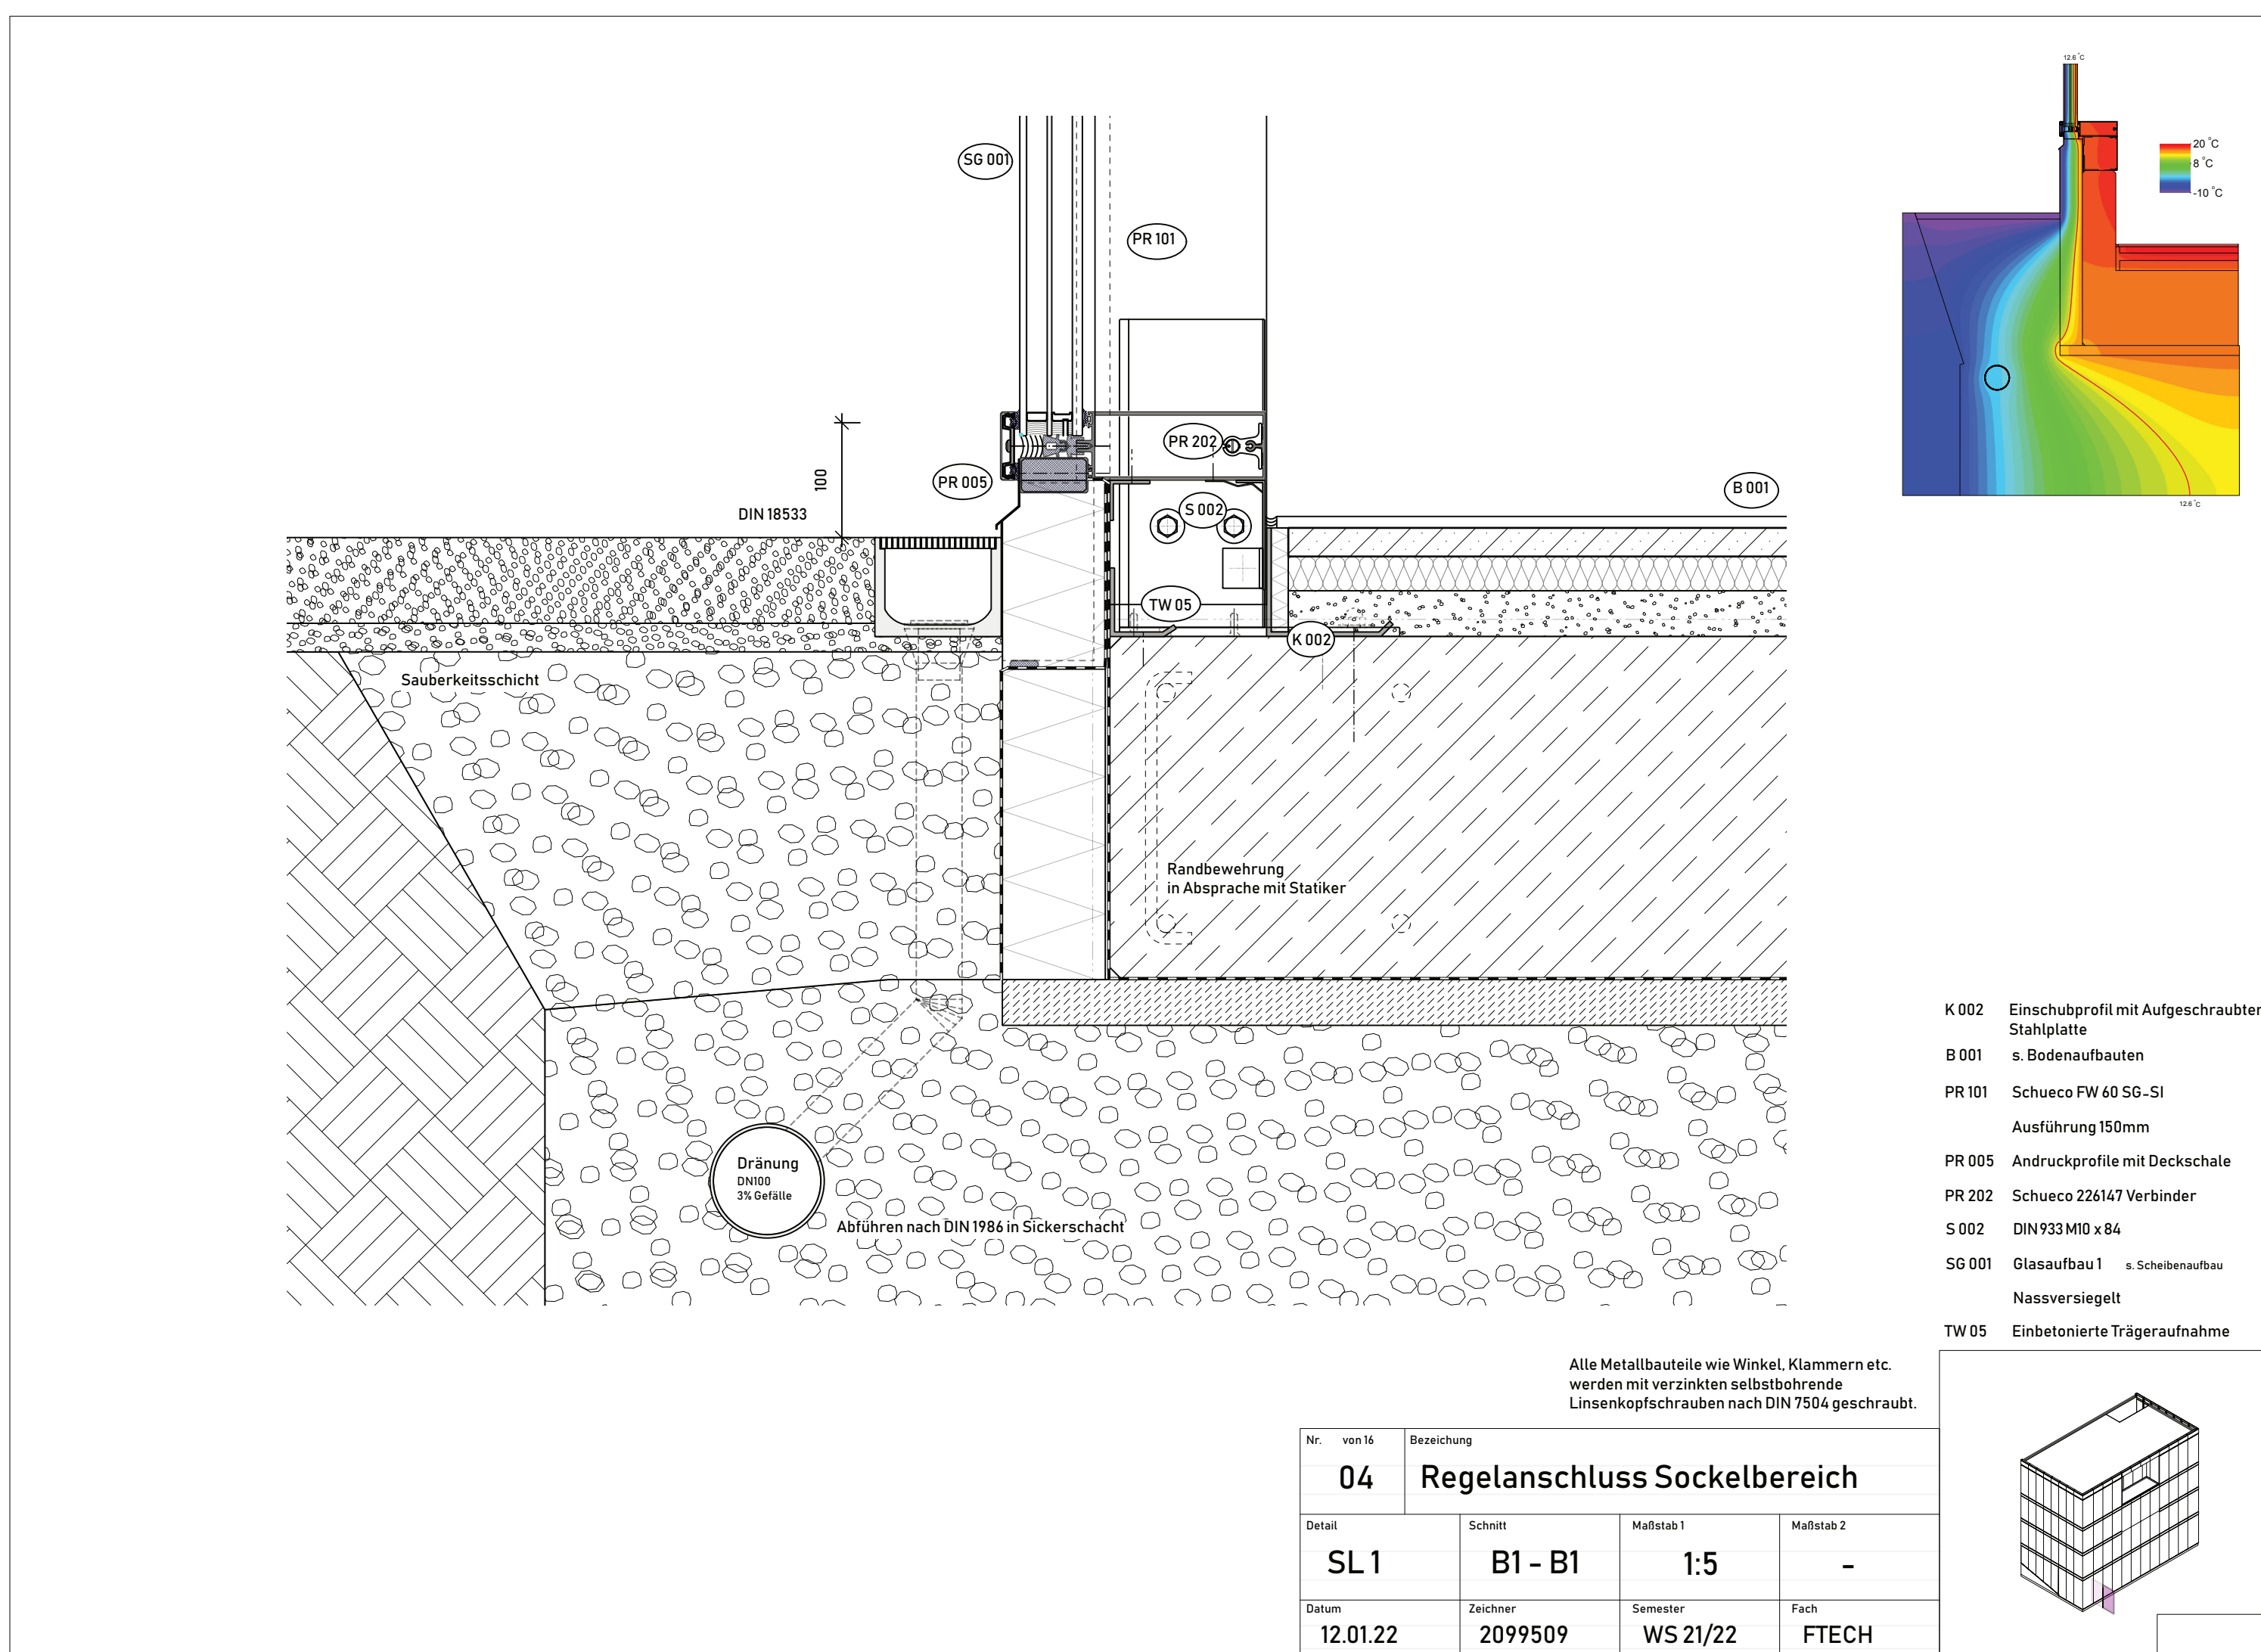 12.6 °C
20 °C
8 °C
-10 °C
12.6 °C
SG 001
PR 101
PR 202
PR 005
100
DIN 18533
S 002
B 001
TW 05
K 002
Sauberkeitsschicht
Randbewehrung
in Absprache mit Statiker
Dränung
DN100
3% Gefälle
Abführen nach DIN 1986 in Sickerschacht
K 002 Einschubprofil mit Aufgeschraubter
Stahlplatte
B 001 s. Bodenaufbauten
PR 101 Schueco FW 60 SG-SI
Ausführung 150mm
PR 005 Andruckprofile mit Deckschale
PR 202 Schueco 226147 Verbinder
S 002 DIN 933 M10 x 84
SG 001 Glasaufbau 1 s. Scheibenaufbau
Nassversiegelt
TW 05 Einbetonierte Trägeraufnahme
Alle Metallbauteile wie Winkel, Klammern etc.
werden mit verzinkten selbstbohrende
Linsenkopfschrauben nach DIN 7504 geschraubt.
Nr. von 16 Bezeichung
04 Regelanschluss Sockelbereich
Detail Schnitt Maßstab 1 Maßstab 2
SL 1 B1 - B1 1:5 -
Datum Zeichner Semester Fach
12.01.22 2099509 WS 21/22 FTECH